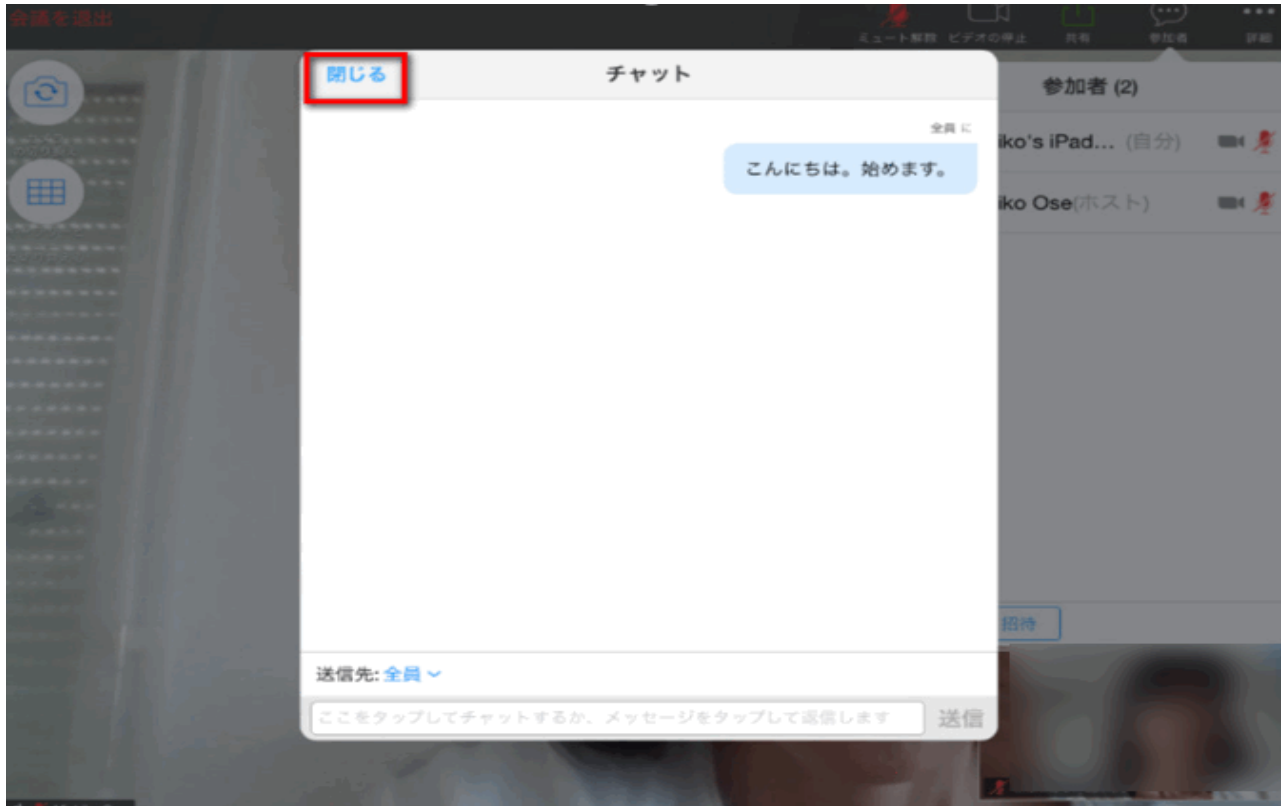 会議を退出
ミュート解除 ビデオの停止 共有 参加者 詳細
閉じる
チャット
参加者 (2)
全員 に
こんにちは。始めます。
iko's iPad... (自分)
iko Ose(ホスト)
招待
送信先: 全員
ここをタップしてチャットするか、メッセージをタップして返信します
送信